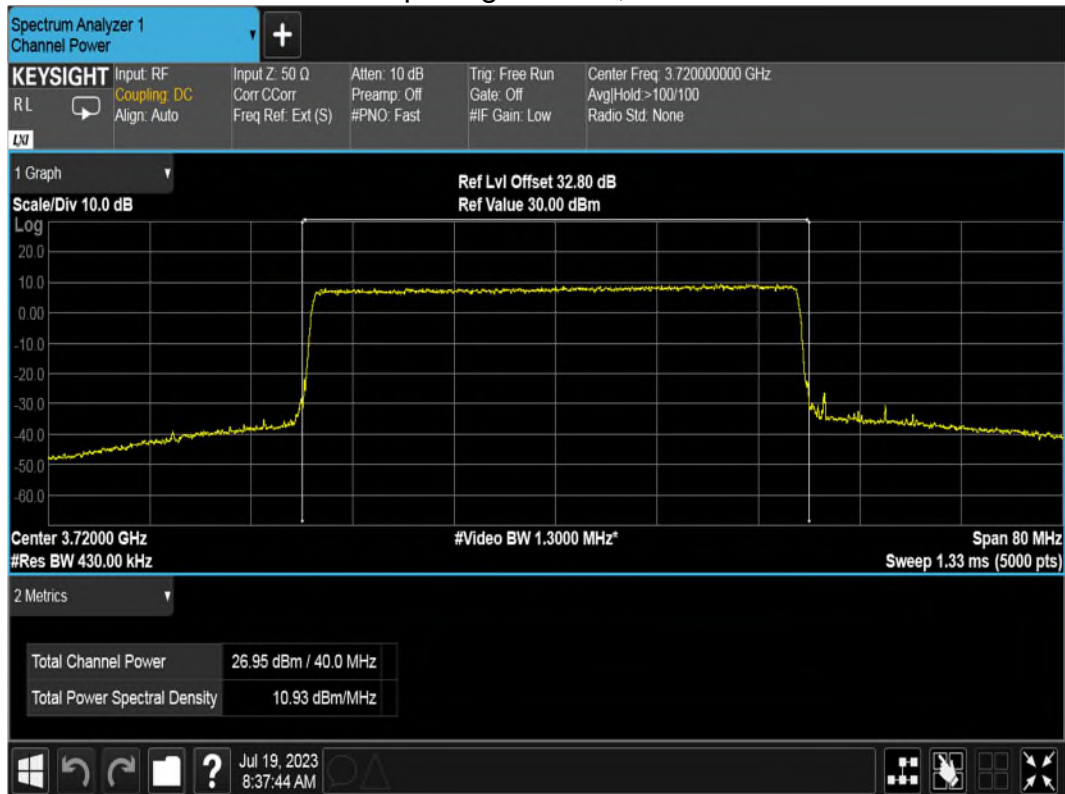 Spectrum Analyzer 1
Channel Power
+
KEYSIGHT
RL
LXI
Input: RF
Coupling: DC
Align: Auto
Input Z: 50 Ω
Corr CCorr
Freq Ref: Ext (S)
Atten: 10 dB
Preamp: Off
#PNO: Fast
Trig: Free Run
Gate: Off
#IF Gain: Low
Center Freq: 3.720000000 GHz
Avg|Hold:>100/100
Radio Std: None
1 Graph
Scale/Div 10.0 dB
Ref Lvl Offset 32.80 dB
Ref Value 30.00 dBm
Log
20.0
10.0
0.00
-10.0
-20.0
-30.0
-40.0
-50.0
-60.0
Center 3.72000 GHz
#Video BW 1.3000 MHz*
Span 80 MHz
#Res BW 430.00 kHz
Sweep 1.33 ms (5000 pts)
2 Metrics
Total Channel Power 26.95 dBm / 40.0 MHz
Total Power Spectral Density 10.93 dBm/MHz
?
Jul 19, 2023
8:37:44 AM